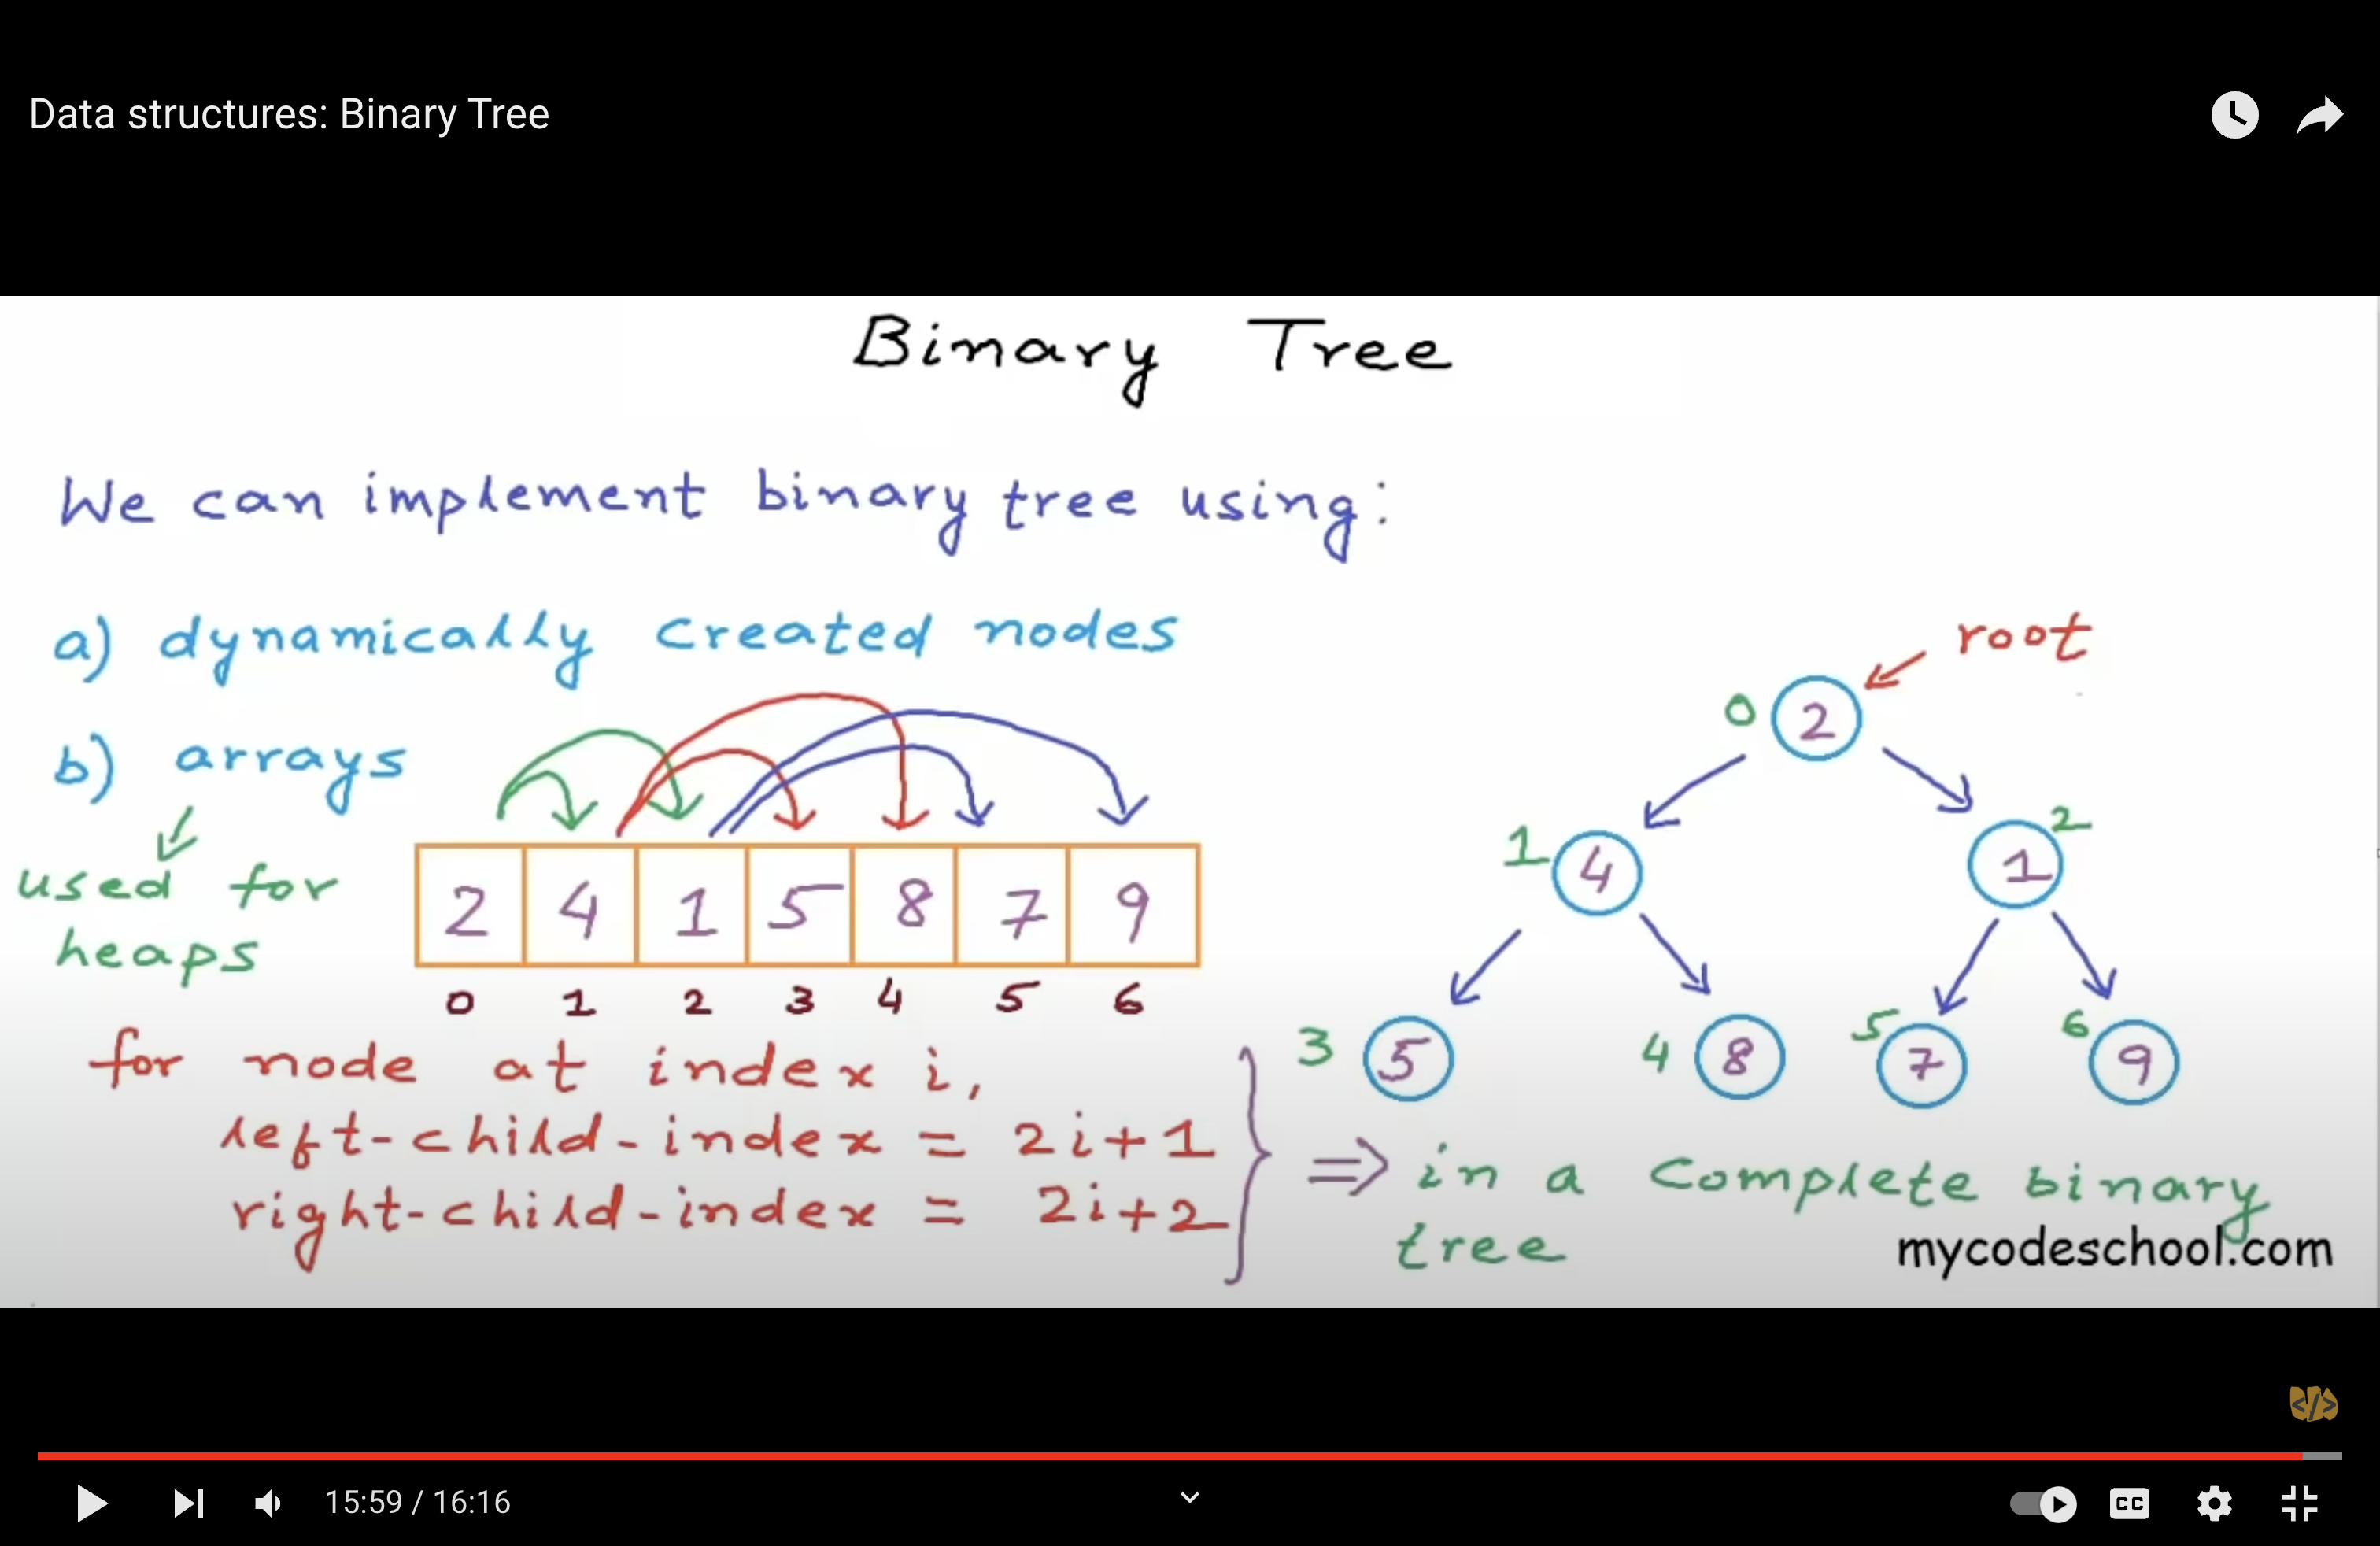 Data structures: Binary Tree
Binary Tree
We can implement binary tree using:
a) dynamically created nodes
b) arrays
used for
heaps
2 4 1 5 8 7 9
0 1 2 3 4 5 6
for node at index i,
left-child-index = 2i+1
right-child-index = 2i+2
root
0 2
1 4
1 2
3 5
4 8
5 7
6 9
⇒ in a complete binary
tree
mycodeschool.com
</>
15:59 / 16:16
CC